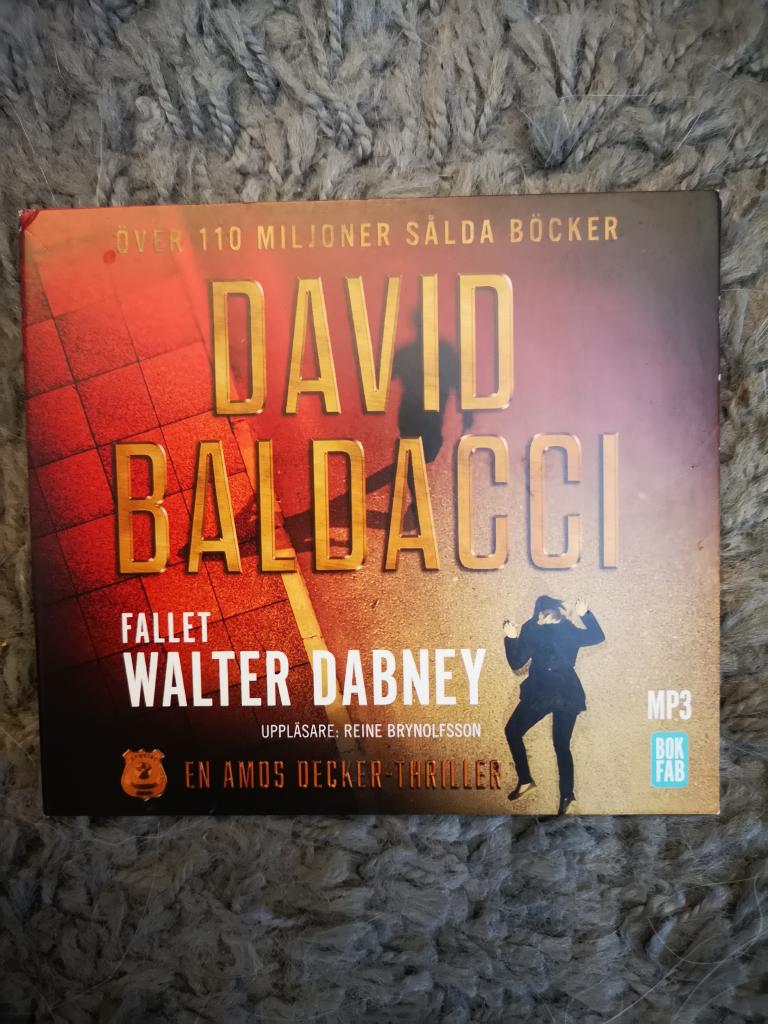 ÖVER 110 MILJONER SÅLDA BÖCKER
DAVID
BALDACCI
FALLET
WALTER DABNEY
UPPLÄSARE: REINE BRYNOLFSSON
EN AMOS DECKER-THRILLER
MP3
BOK
FAB